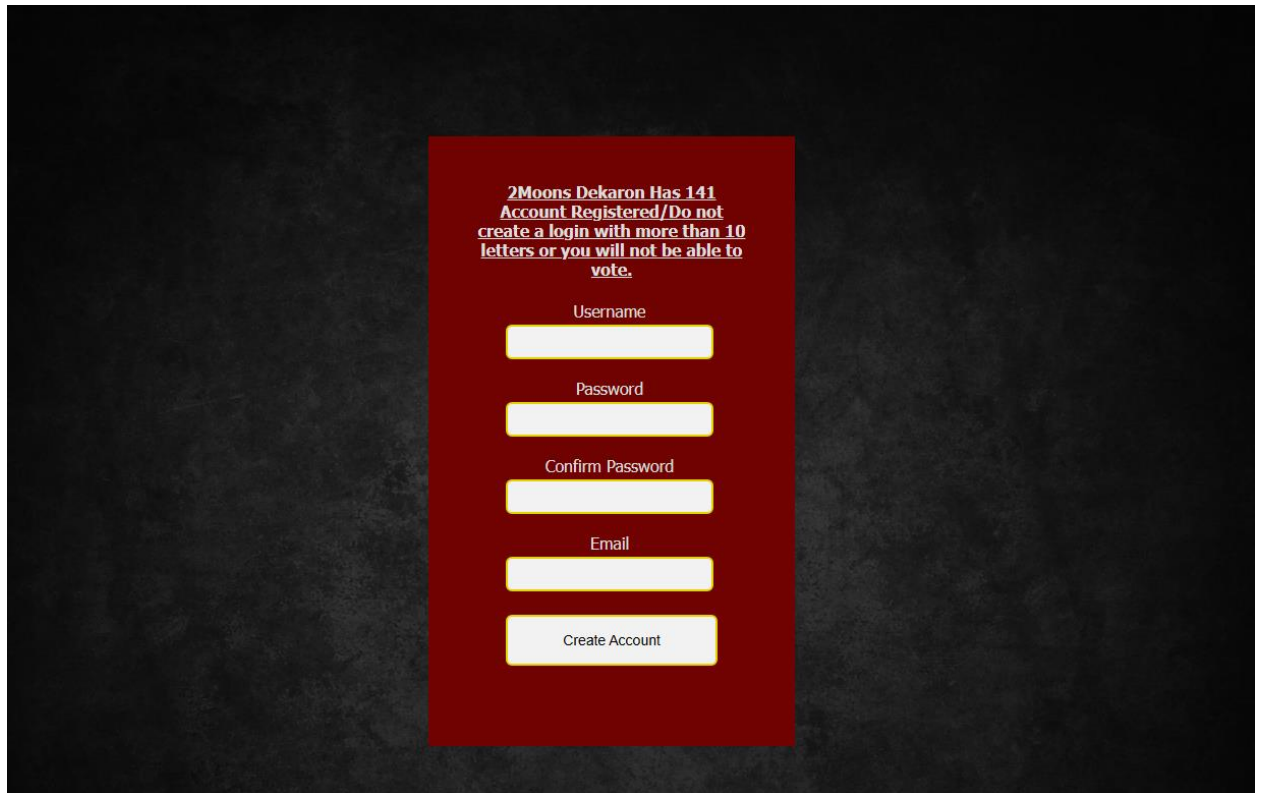 2Moons Dekaron Has 141
Account Registered/Do not
create a login with more than 10
letters or you will not be able to
vote.
Username
Password
Confirm Password
Email
Create Account